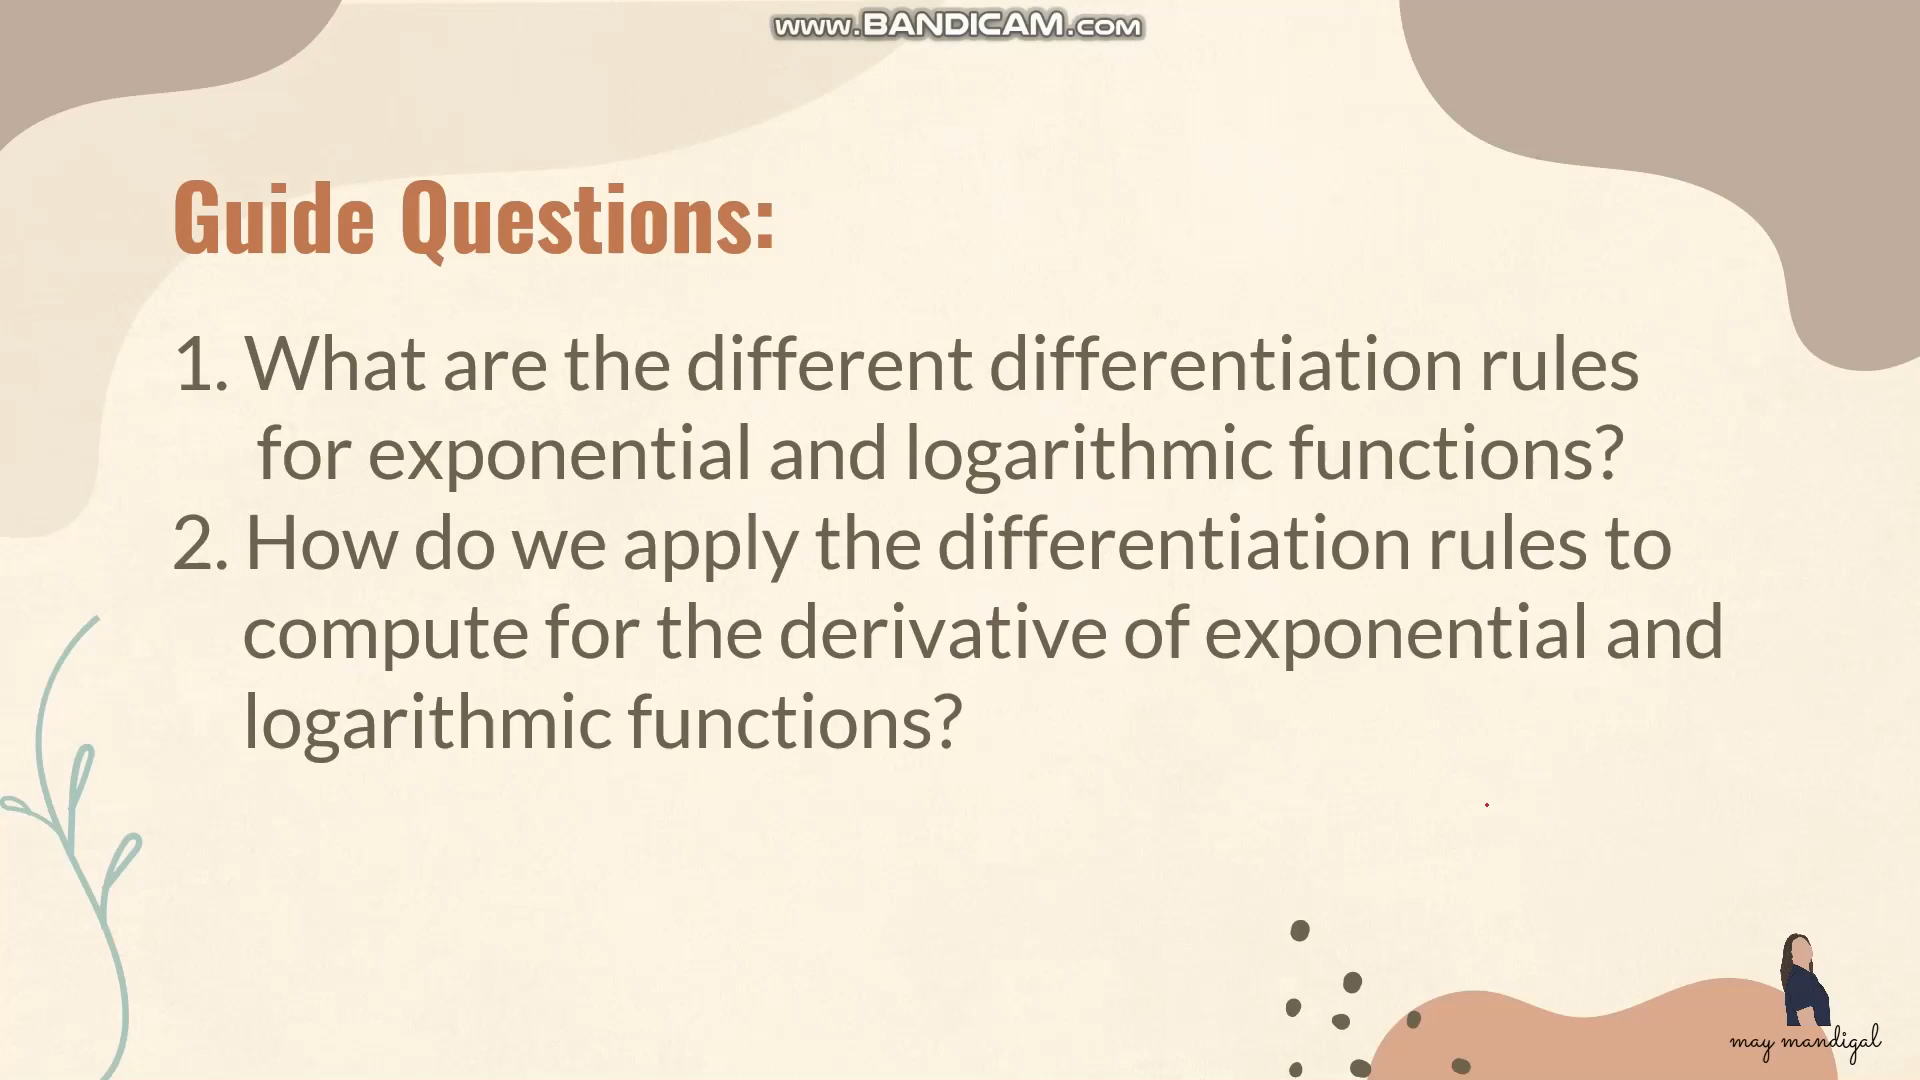 www.BANDICAM.com
Guide Questions:
1. What are the different differentiation rules
for exponential and logarithmic functions?
2. How do we apply the differentiation rules to
compute for the derivative of exponential and
logarithmic functions?
may mandigal